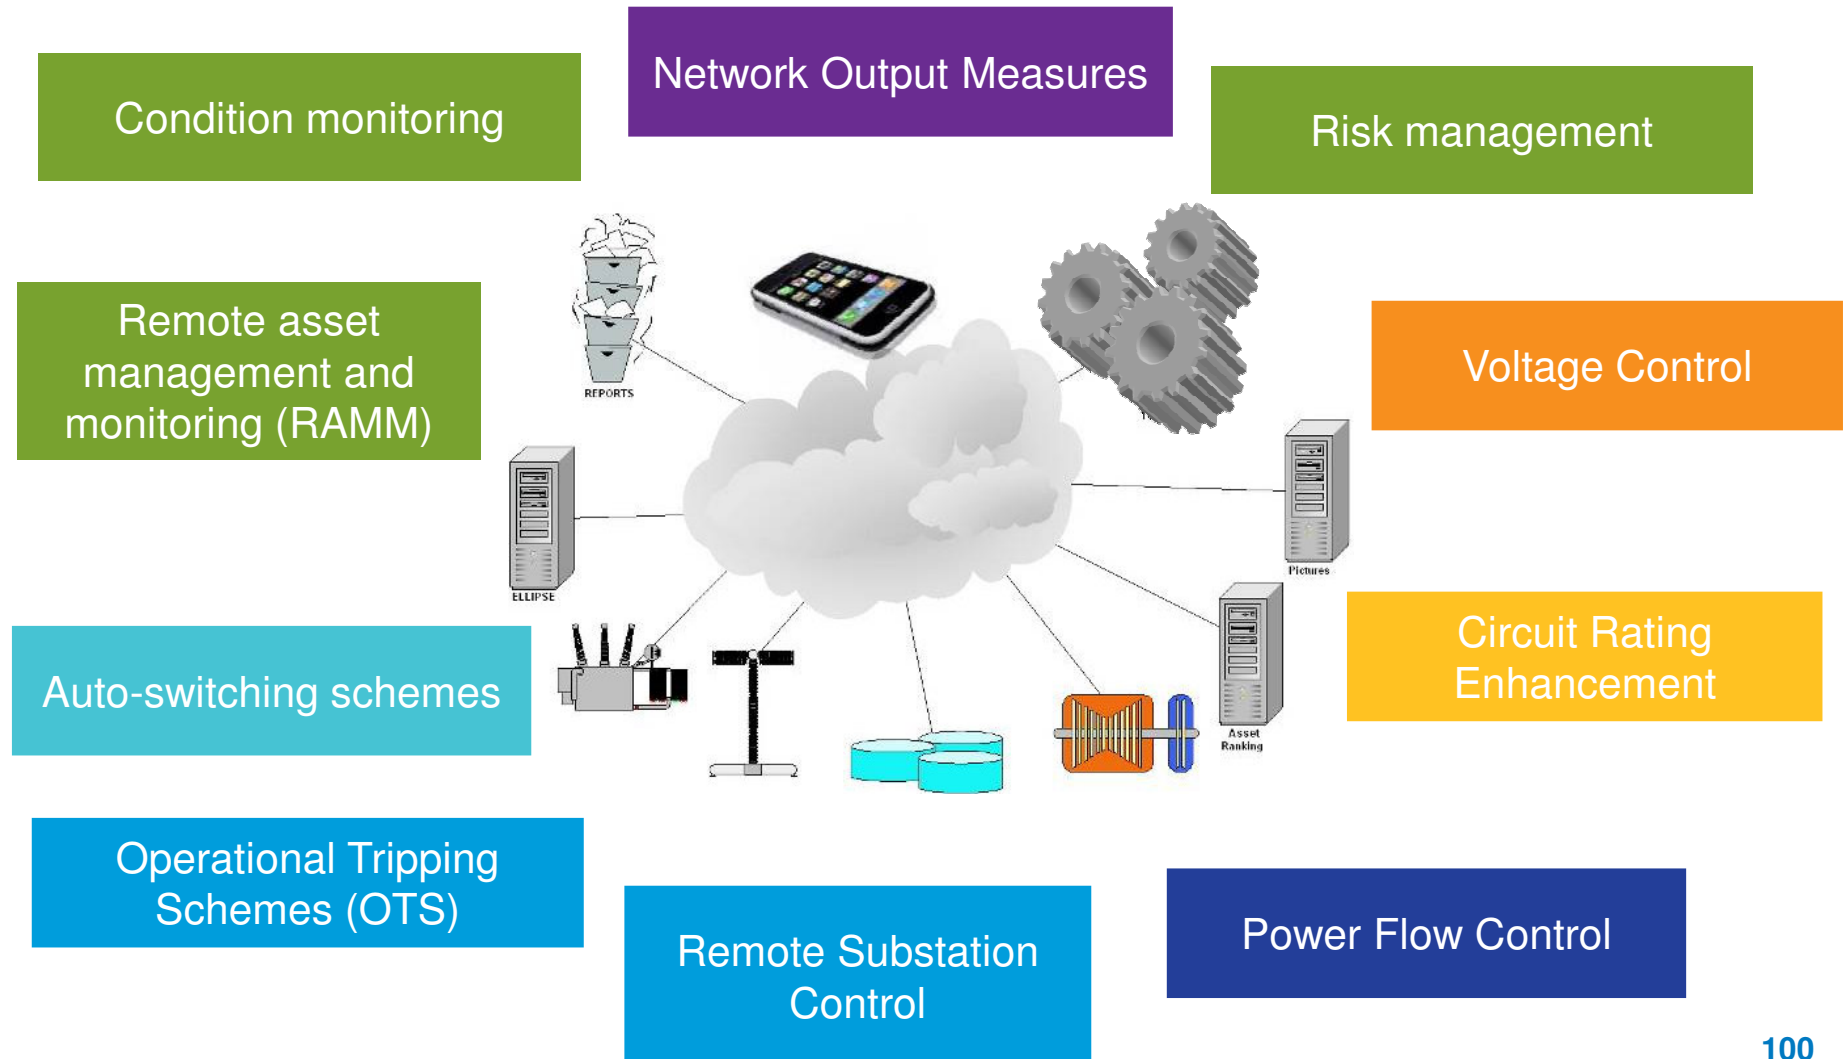 Network Output Measures
Condition monitoring
Risk management
Remote asset
management and
monitoring (RAMM)
REPORTS
Voltage Control
ELLIPSE
Pictures
Auto-switching schemes
Circuit Rating
Enhancement
Asset
Ranking
Operational Tripping
Schemes (OTS)
Remote Substation
Control
Power Flow Control
100